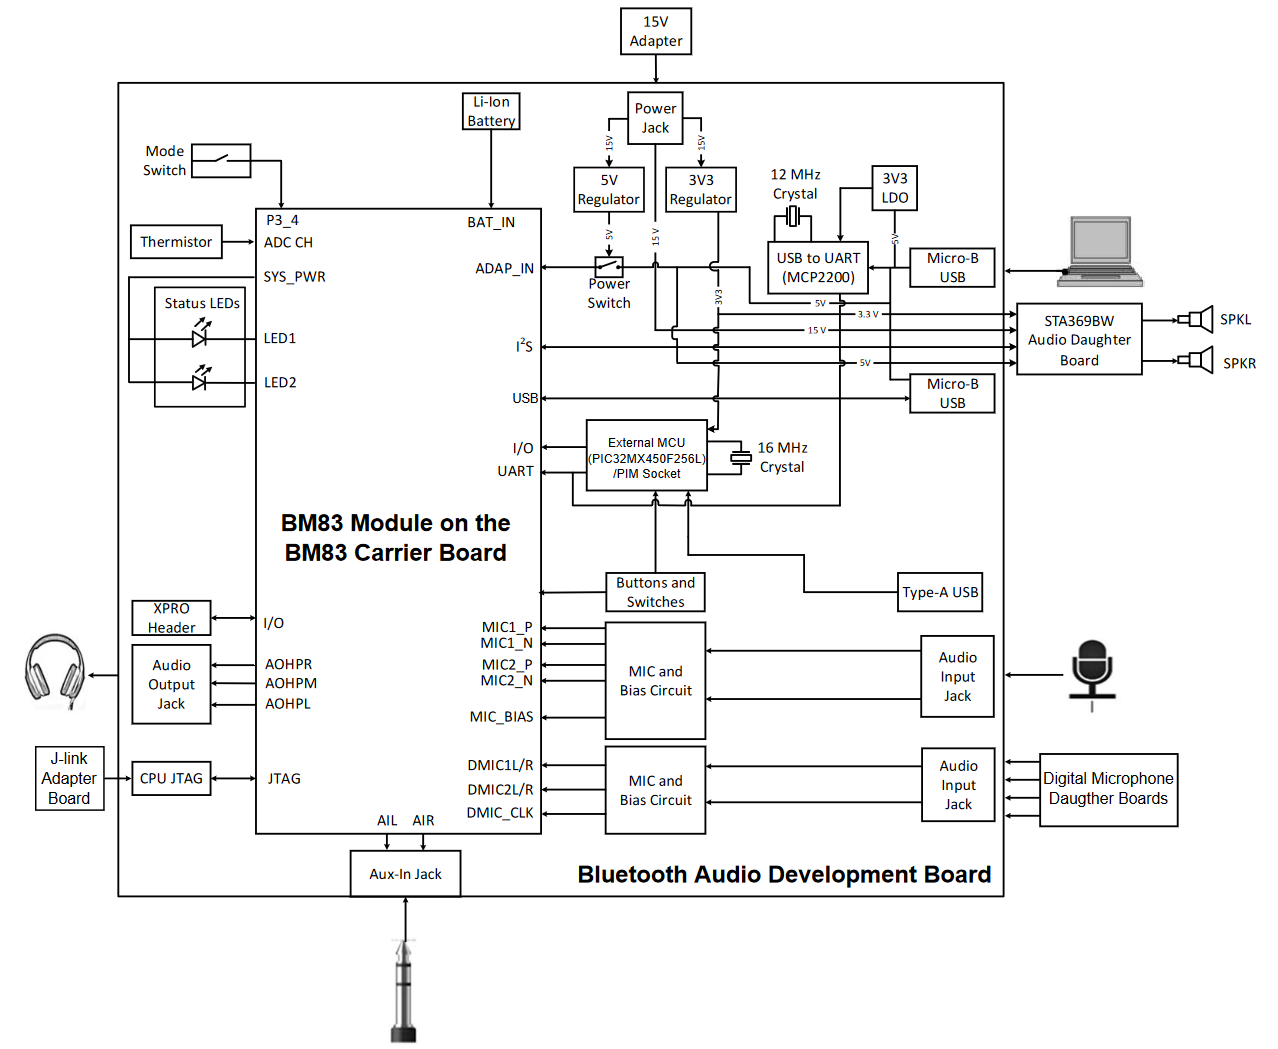 15V
Adapter
Li-Ion
Battery
Power
Jack
15V
15V
Mode
Switch
5V
Regulator
3V3
Regulator
12 MHz
Crystal
3V3
LDO
P3_4
BAT_IN
Thermistor
ADC CH
5V
15 V
5V
SYS_PWR
ADAP_IN
Power
Switch
USB to UART
(MCP2200)
Micro-B
USB
Status LEDs
3V3
5V
3.3 V
15 V
5V
STA369BW
Audio Daughter
Board
SPKL
SPKR
LED1
I2S
LED2
USB
Micro-B
USB
I/O
UART
External MCU
(PIC32MX450F256L)
/PIM Socket
16 MHz
Crystal
BM83 Module on the
BM83 Carrier Board
Buttons and
Switches
Type-A USB
XPRO
Header
I/O
MIC1_P
MIC1_N
MIC2_P
MIC2_N
MIC_BIAS
MIC and
Bias Circuit
Audio
Input
Jack
Audio
Output
Jack
AOHPR
AOHPM
AOHPL
J-link
Adapter
Board
CPU JTAG
JTAG
DMIC1L/R
DMIC2L/R
DMIC_CLK
MIC and
Bias Circuit
Audio
Input
Jack
Digital Microphone
Daugther Boards
AIL AIR
Aux-In Jack
Bluetooth Audio Development Board